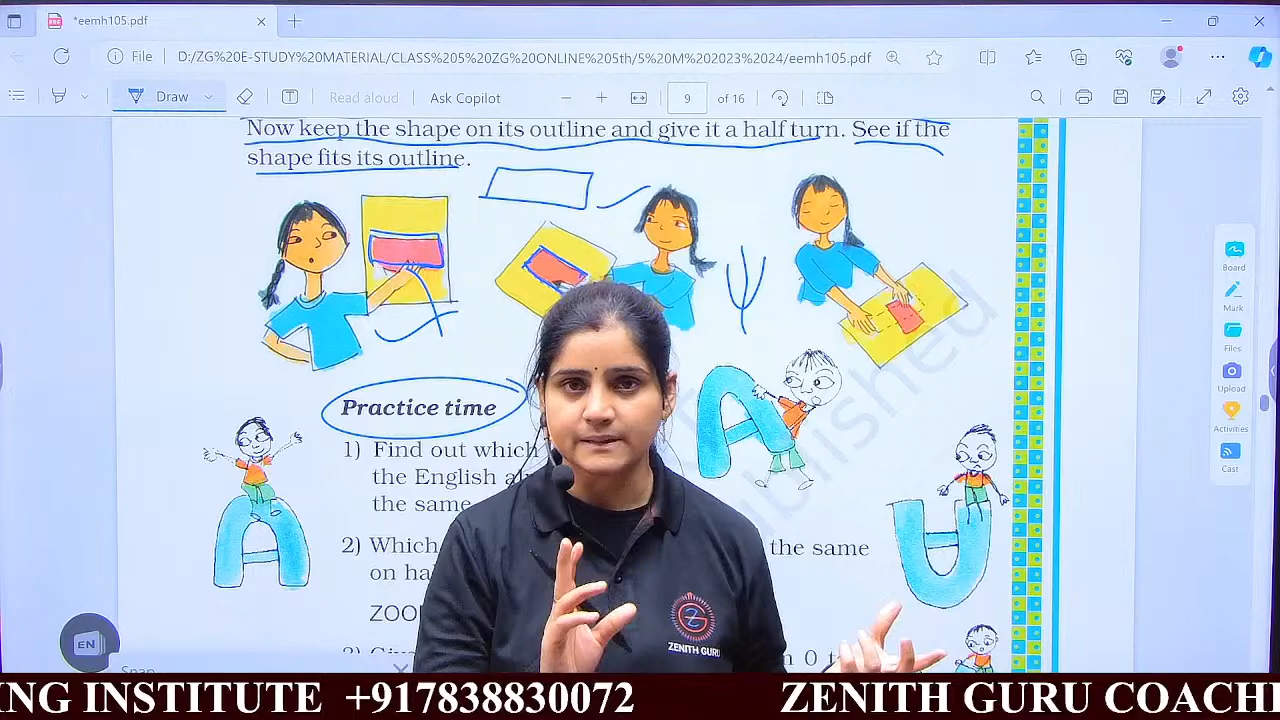 *eemh105.pdf
File
D:/ZG%20E-STUDY%20MATERIAL/CLASS%205%20ZG%20ONLINE%205th/5%20M%202023%2024/eemh105.pdf
Draw
Read aloud
Ask Copilot
9
of 16
Now keep the shape on its outline and give it a half turn. See if the
shape fits its outline.
Board
Mark
Files
Upload
Activities
Cast
Practice time
1) Find out which
the English
the same
2) Which
the same
on
EN
ZENITH GURU
ING INSTITUTE +917838830072
ZENITH GURU COACHI